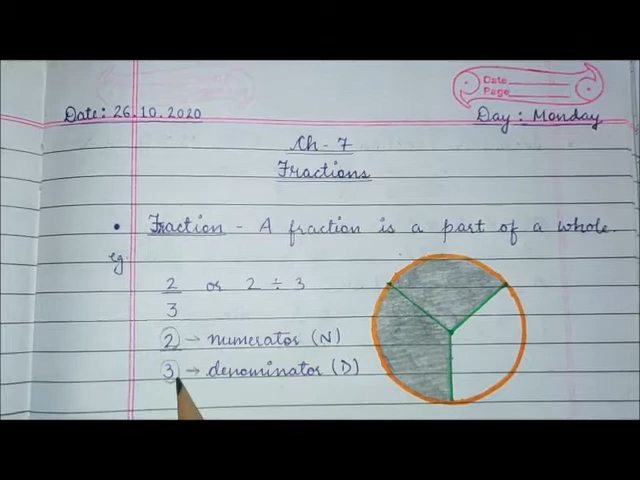 Date
Page
Date: 26.10.2020 Day: Monday
Ch - 7
Fractions
• Fraction - A fraction is a part of a whole.
eg.
2/3 or 2 ÷ 3
2 → numerator (N)
3 → denominator (D)